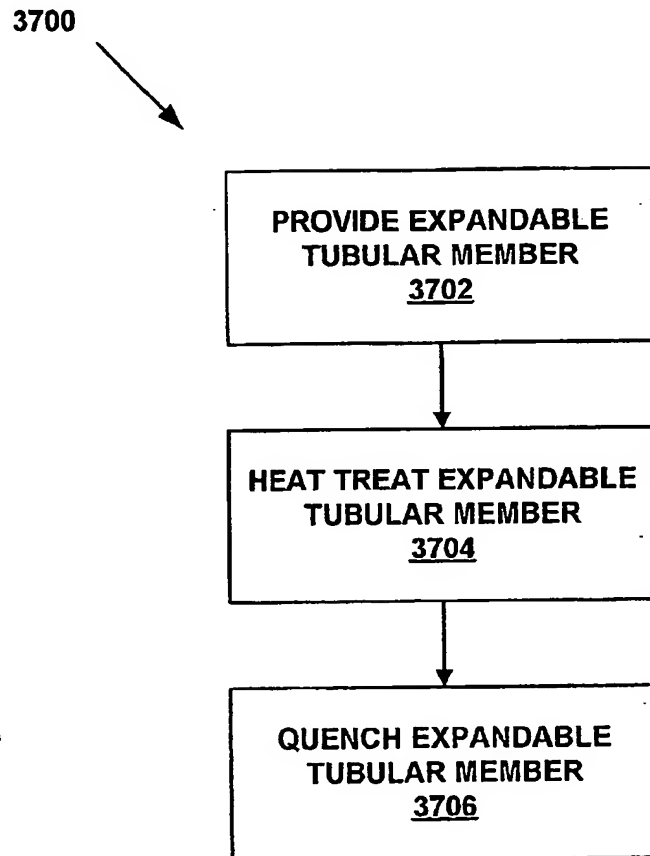 3700
PROVIDE EXPANDABLE
TUBULAR MEMBER
3702
HEAT TREAT EXPANDABLE
TUBULAR MEMBER
3704
QUENCH EXPANDABLE
TUBULAR MEMBER
3706